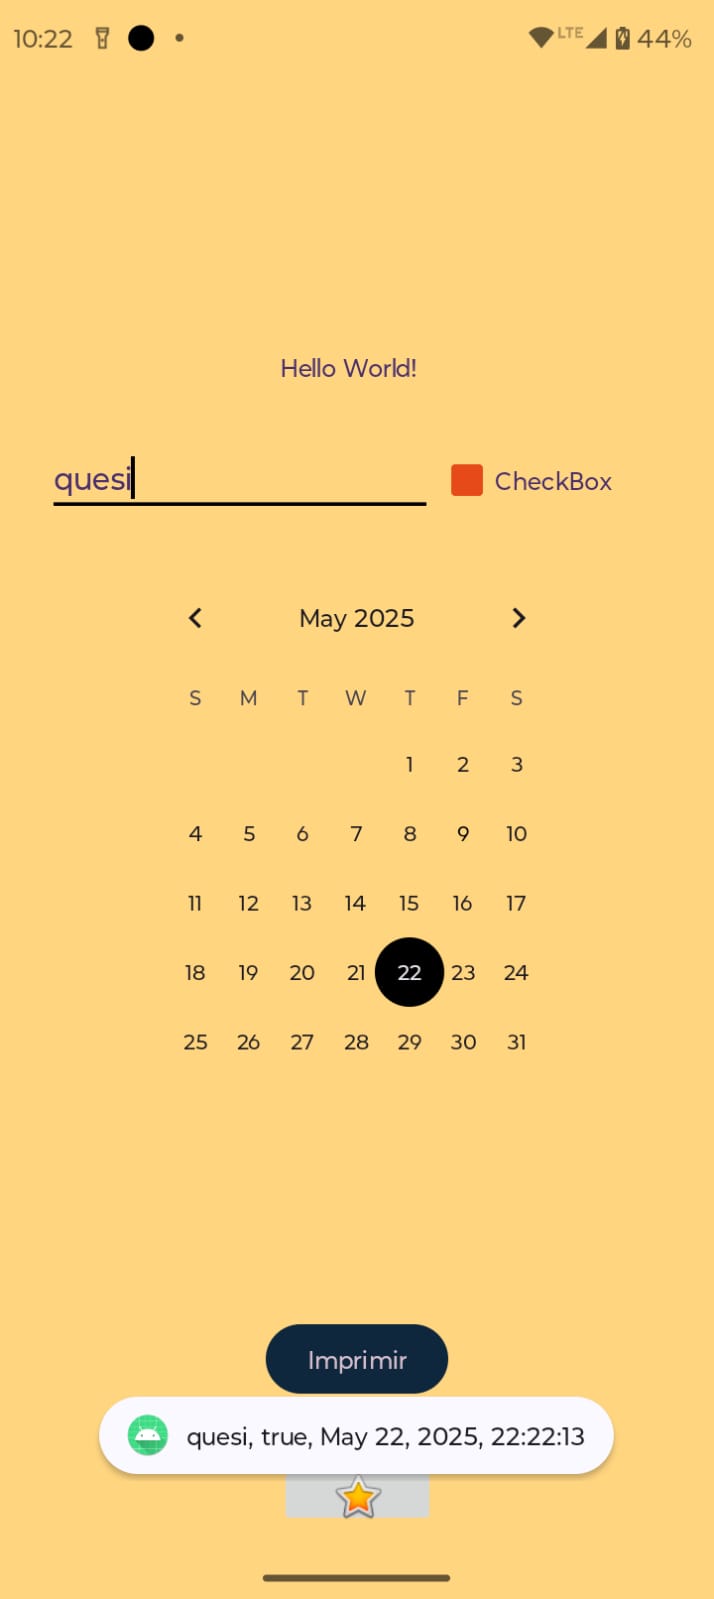 10:22 LTE 44%
Hello World!
quesi CheckBox
May 2025
S M T W T F S
1 2 3
4 5 6 7 8 9 10
11 12 13 14 15 16 17
18 19 20 21 22 23 24
25 26 27 28 29 30 31
Imprimir
quesi, true, May 22, 2025, 22:22:13